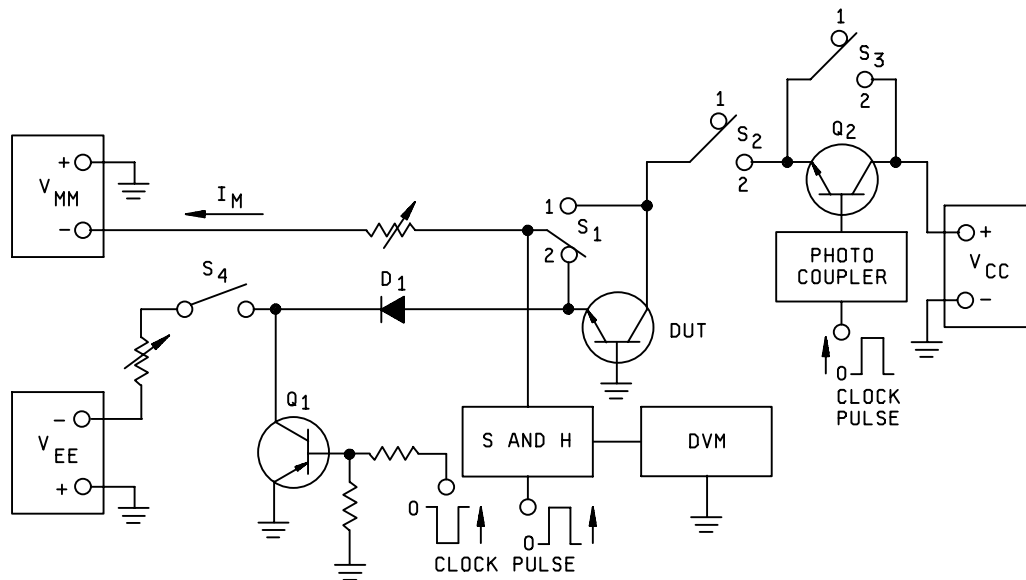 1
S3
2
1
S2
2
Q2
+
VMM
−
IM
1
S1
2
PHOTO
COUPLER
+
VCC
−
S4
D1
DUT
0
CLOCK
PULSE
−
VEE
+
Q1
S AND H
DVM
0
0
CLOCK PULSE